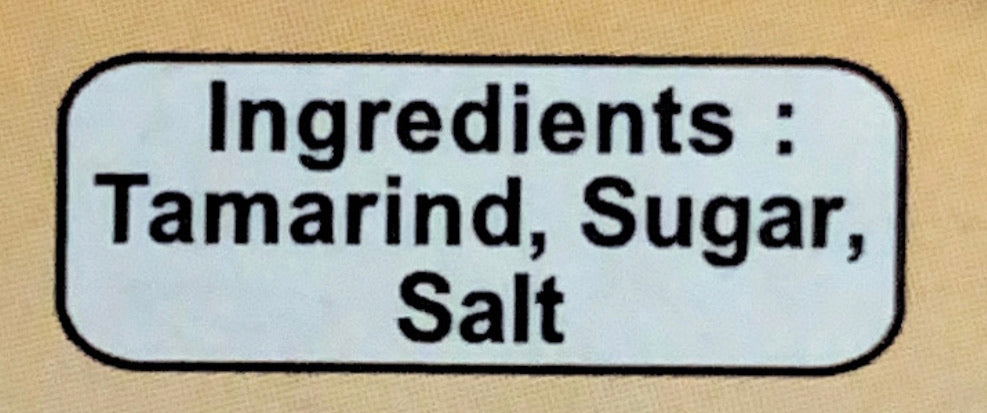 Ingredients :
Tamarind, Sugar,
Salt